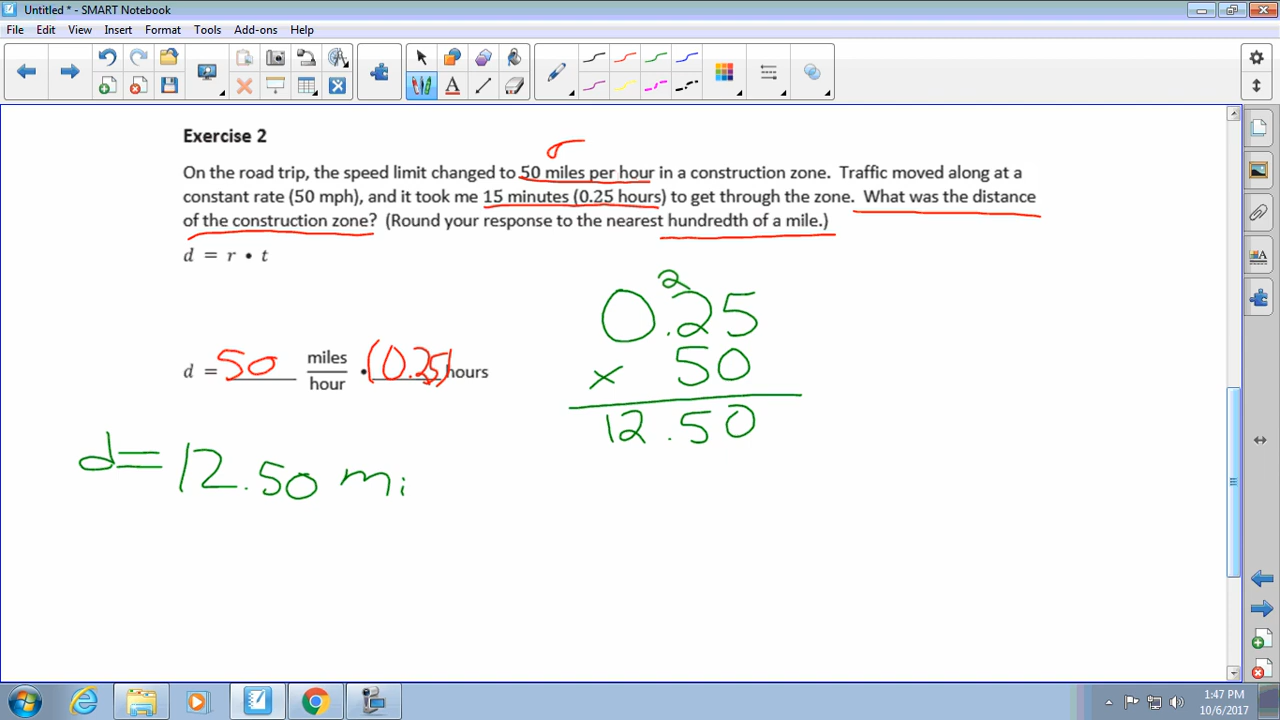 Untitled * - SMART Notebook
File Edit View Insert Format Tools Add-ons Help
Exercise 2
On the road trip, the speed limit changed to 50 miles per hour in a construction zone. Traffic moved along at a
constant rate (50 mph), and it took me 15 minutes (0.25 hours) to get through the zone. What was the distance
of the construction zone? (Round your response to the nearest hundredth of a mile.)
d = r • t
d = 50 miles/hour • (0.25) hours
2
0.25
× 50
12.50
d = 12.50 mi
1:47 PM
10/6/2017